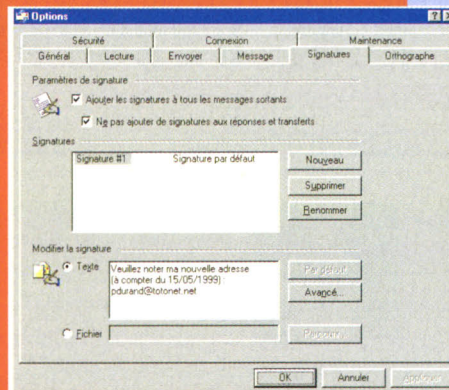 Options
Sécurité Connexion Maintenance
Général Lecture Envoyer Message Signatures Orthographe
Paramètres de signature
Ajouter les signatures à tous les messages sortants
Ne pas ajouter de signatures aux réponses et transferts
Signatures
Signature #1 Signature par défaut
Nouveau
Supprimer
Renommer
Modifier la signature
Texte
Veuillez noter ma nouvelle adresse
(à compter du 15/05/1999) :
pdurand@totonet.net
Par défaut
Avancé...
Fichier
Parcourir...
OK Annuler Appliquer